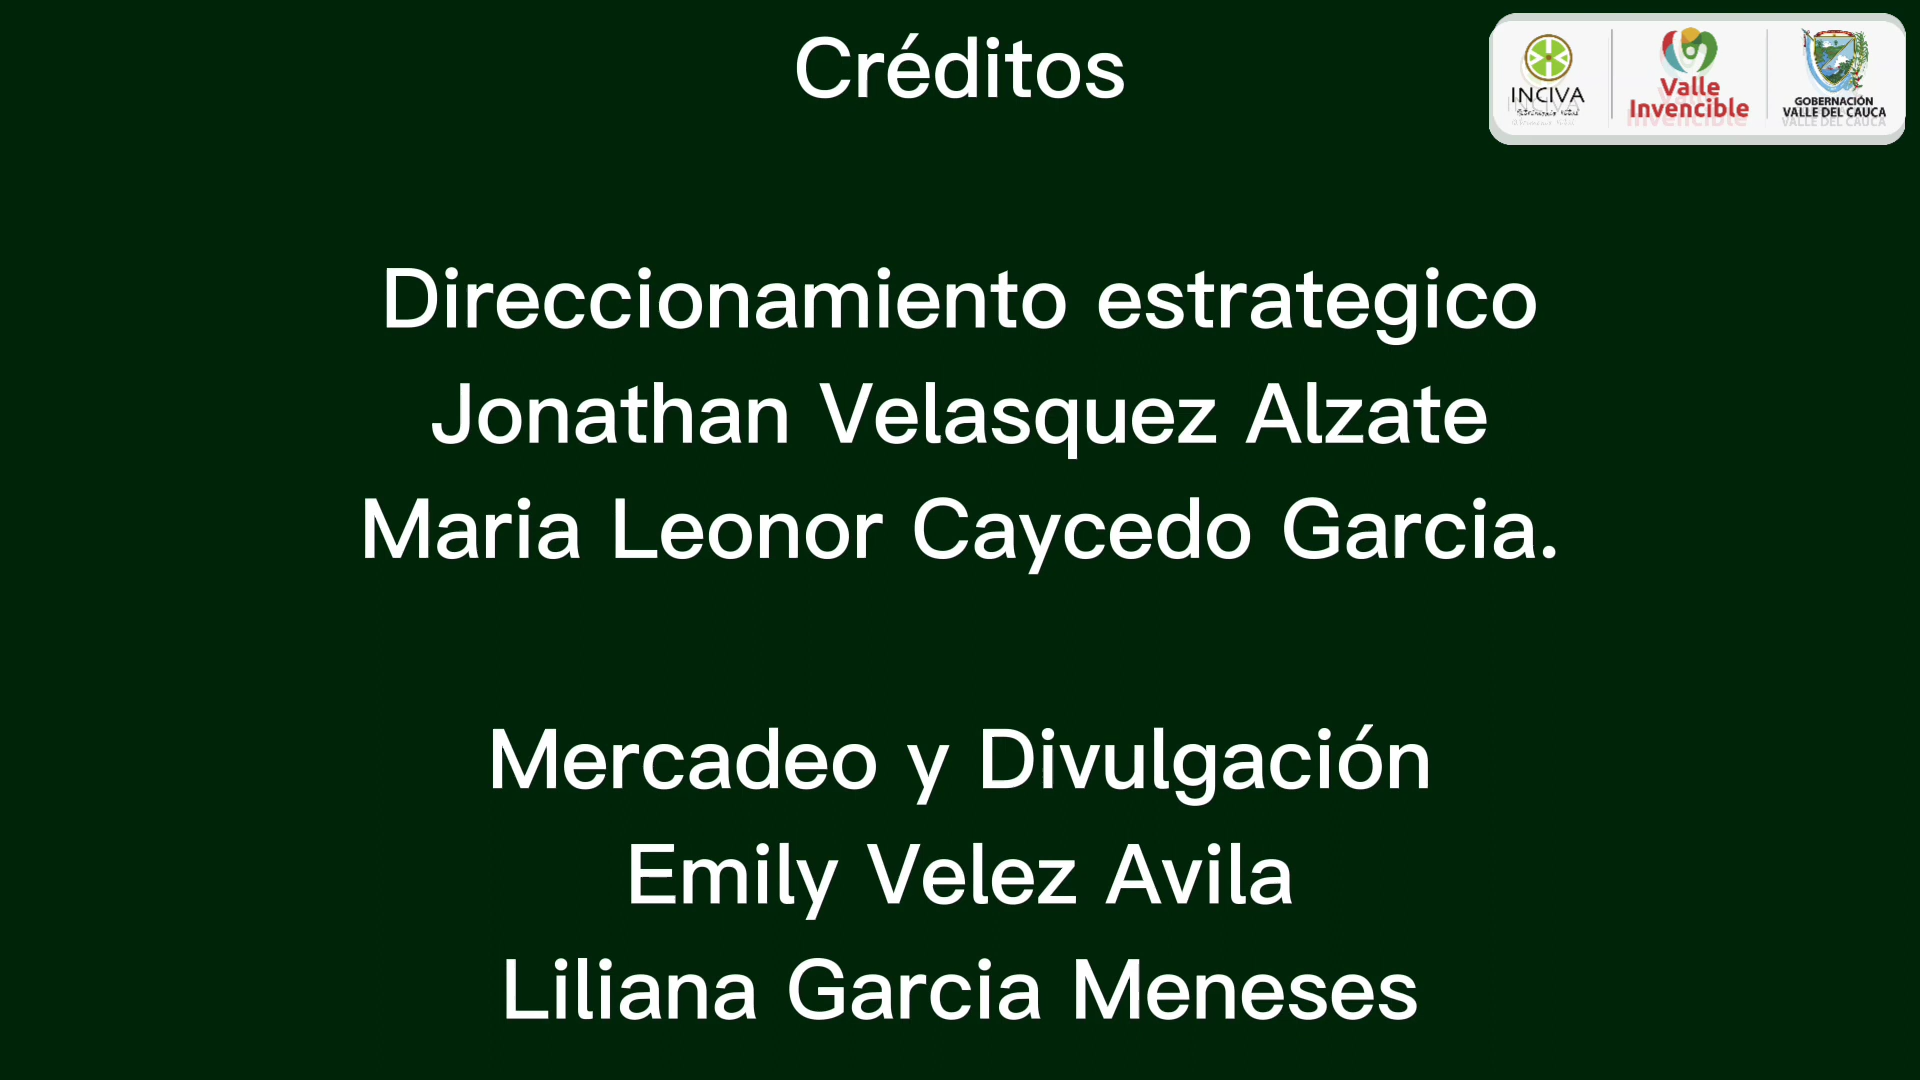 Créditos
INCIVA
Valle
Invencible
GOBERNACIÓN
VALLE DEL CAUCA
Direccionamiento estrategico
Jonathan Velasquez Alzate
Maria Leonor Caycedo Garcia.
Mercadeo y Divulgación
Emily Velez Avila
Liliana Garcia Meneses